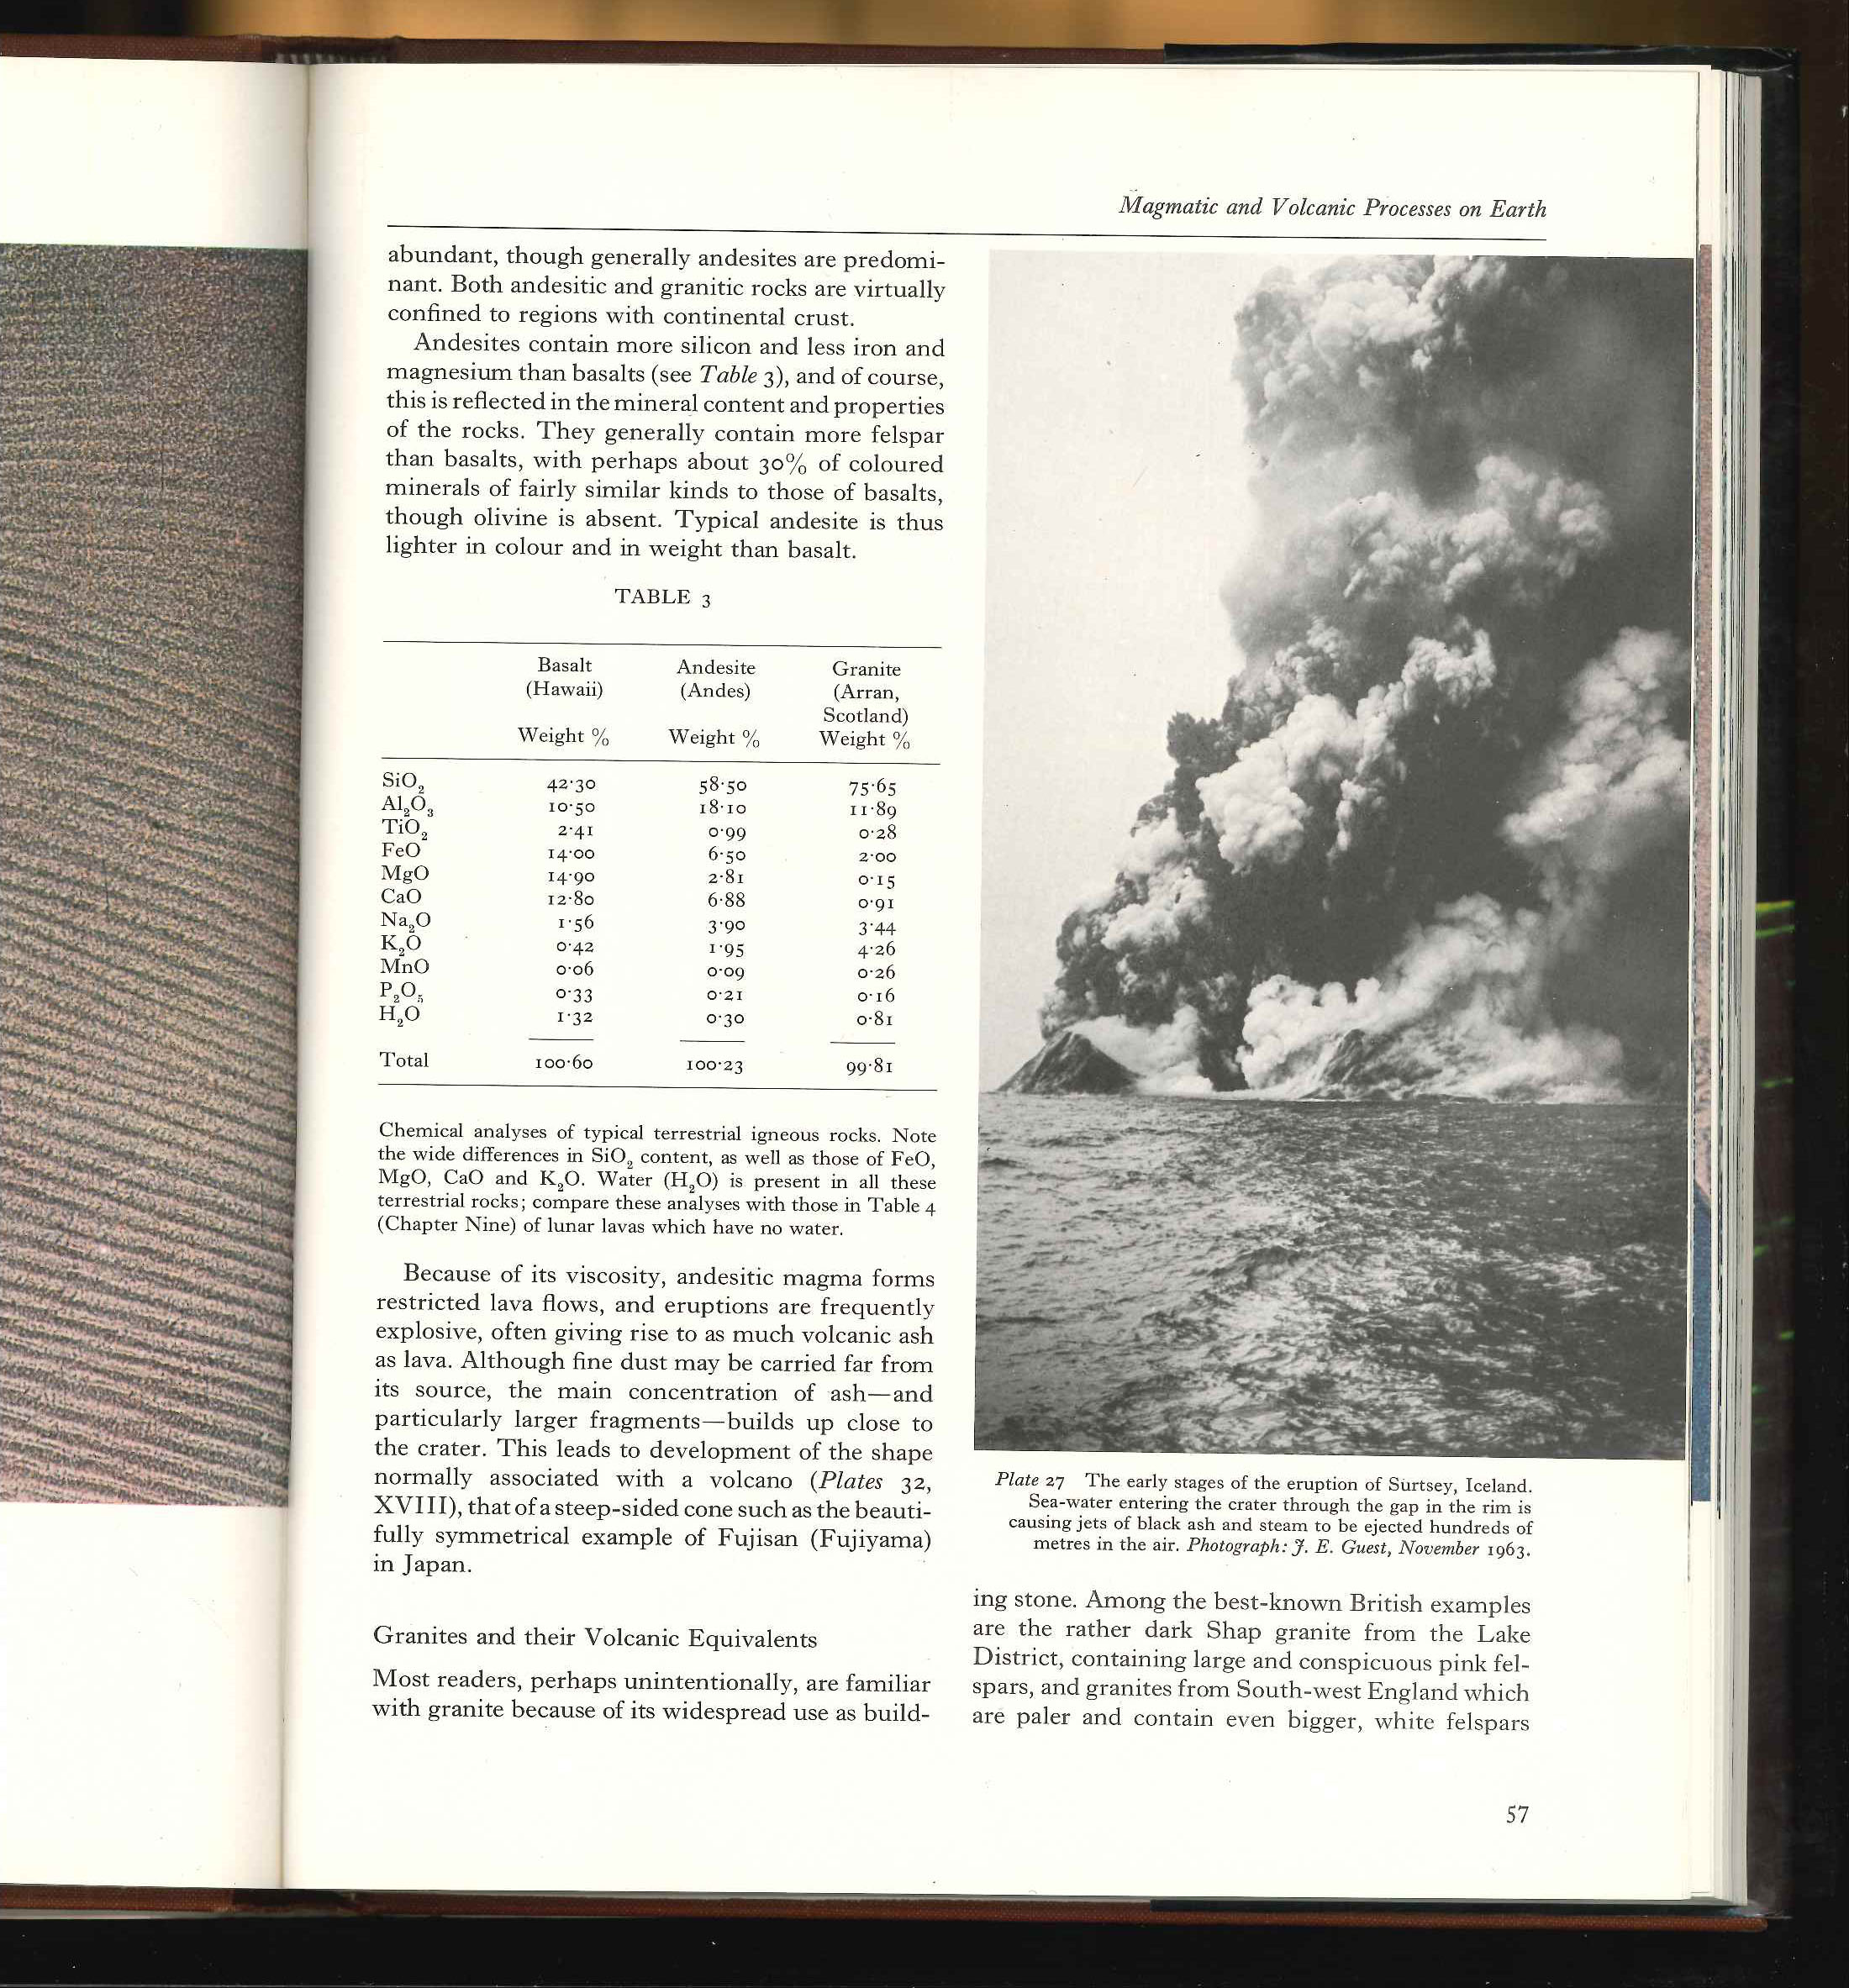 Magmatic and Volcanic Processes on Earth
abundant, though generally andesites are predomi-
nant. Both andesitic and granitic rocks are virtually
confined to regions with continental crust.
Andesites contain more silicon and less iron and
magnesium than basalts (see Table 3), and of course,
this is reflected in the mineral content and properties
of the rocks. They generally contain more felspar
than basalts, with perhaps about 30% of coloured
minerals of fairly similar kinds to those of basalts,
though olivine is absent. Typical andesite is thus
lighter in colour and in weight than basalt.
TABLE 3
Basalt Andesite Granite
(Hawaii) (Andes) (Arran,
Scotland)
Weight % Weight % Weight %
SiO₂ 42·30 58·50 75·65
Al₂O₃ 10·50 18·10 11·89
TiO₂ 2·41 0·99 0·28
FeO 14·00 6·50 2·00
MgO 14·90 2·81 0·15
CaO 12·80 6·88 0·91
Na₂O 1·56 3·90 3·44
K₂O 0·42 1·95 4·26
MnO 0·06 0·09 0·26
P₂O₅ 0·33 0·21 0·16
H₂O 1·32 0·30 0·81
Total 100·60 100·23 99·81
Chemical analyses of typical terrestrial igneous rocks. Note
the wide differences in SiO₂ content, as well as those of FeO,
MgO, CaO and K₂O. Water (H₂O) is present in all these
terrestrial rocks; compare these analyses with those in Table 4
(Chapter Nine) of lunar lavas which have no water.
Because of its viscosity, andesitic magma forms
restricted lava flows, and eruptions are frequently
explosive, often giving rise to as much volcanic ash
as lava. Although fine dust may be carried far from
its source, the main concentration of ash—and
particularly larger fragments—builds up close to
the crater. This leads to development of the shape
normally associated with a volcano (Plates 32,
XVIII), that of a steep-sided cone such as the beauti-
fully symmetrical example of Fujisan (Fujiyama)
in Japan.
Granites and their Volcanic Equivalents
Most readers, perhaps unintentionally, are familiar
with granite because of its widespread use as build-
Plate 27 The early stages of the eruption of Surtsey, Iceland.
Sea-water entering the crater through the gap in the rim is
causing jets of black ash and steam to be ejected hundreds of
metres in the air. Photograph: J. E. Guest, November 1963.
ing stone. Among the best-known British examples
are the rather dark Shap granite from the Lake
District, containing large and conspicuous pink fel-
spars, and granites from South-west England which
are paler and contain even bigger, white felspars
57